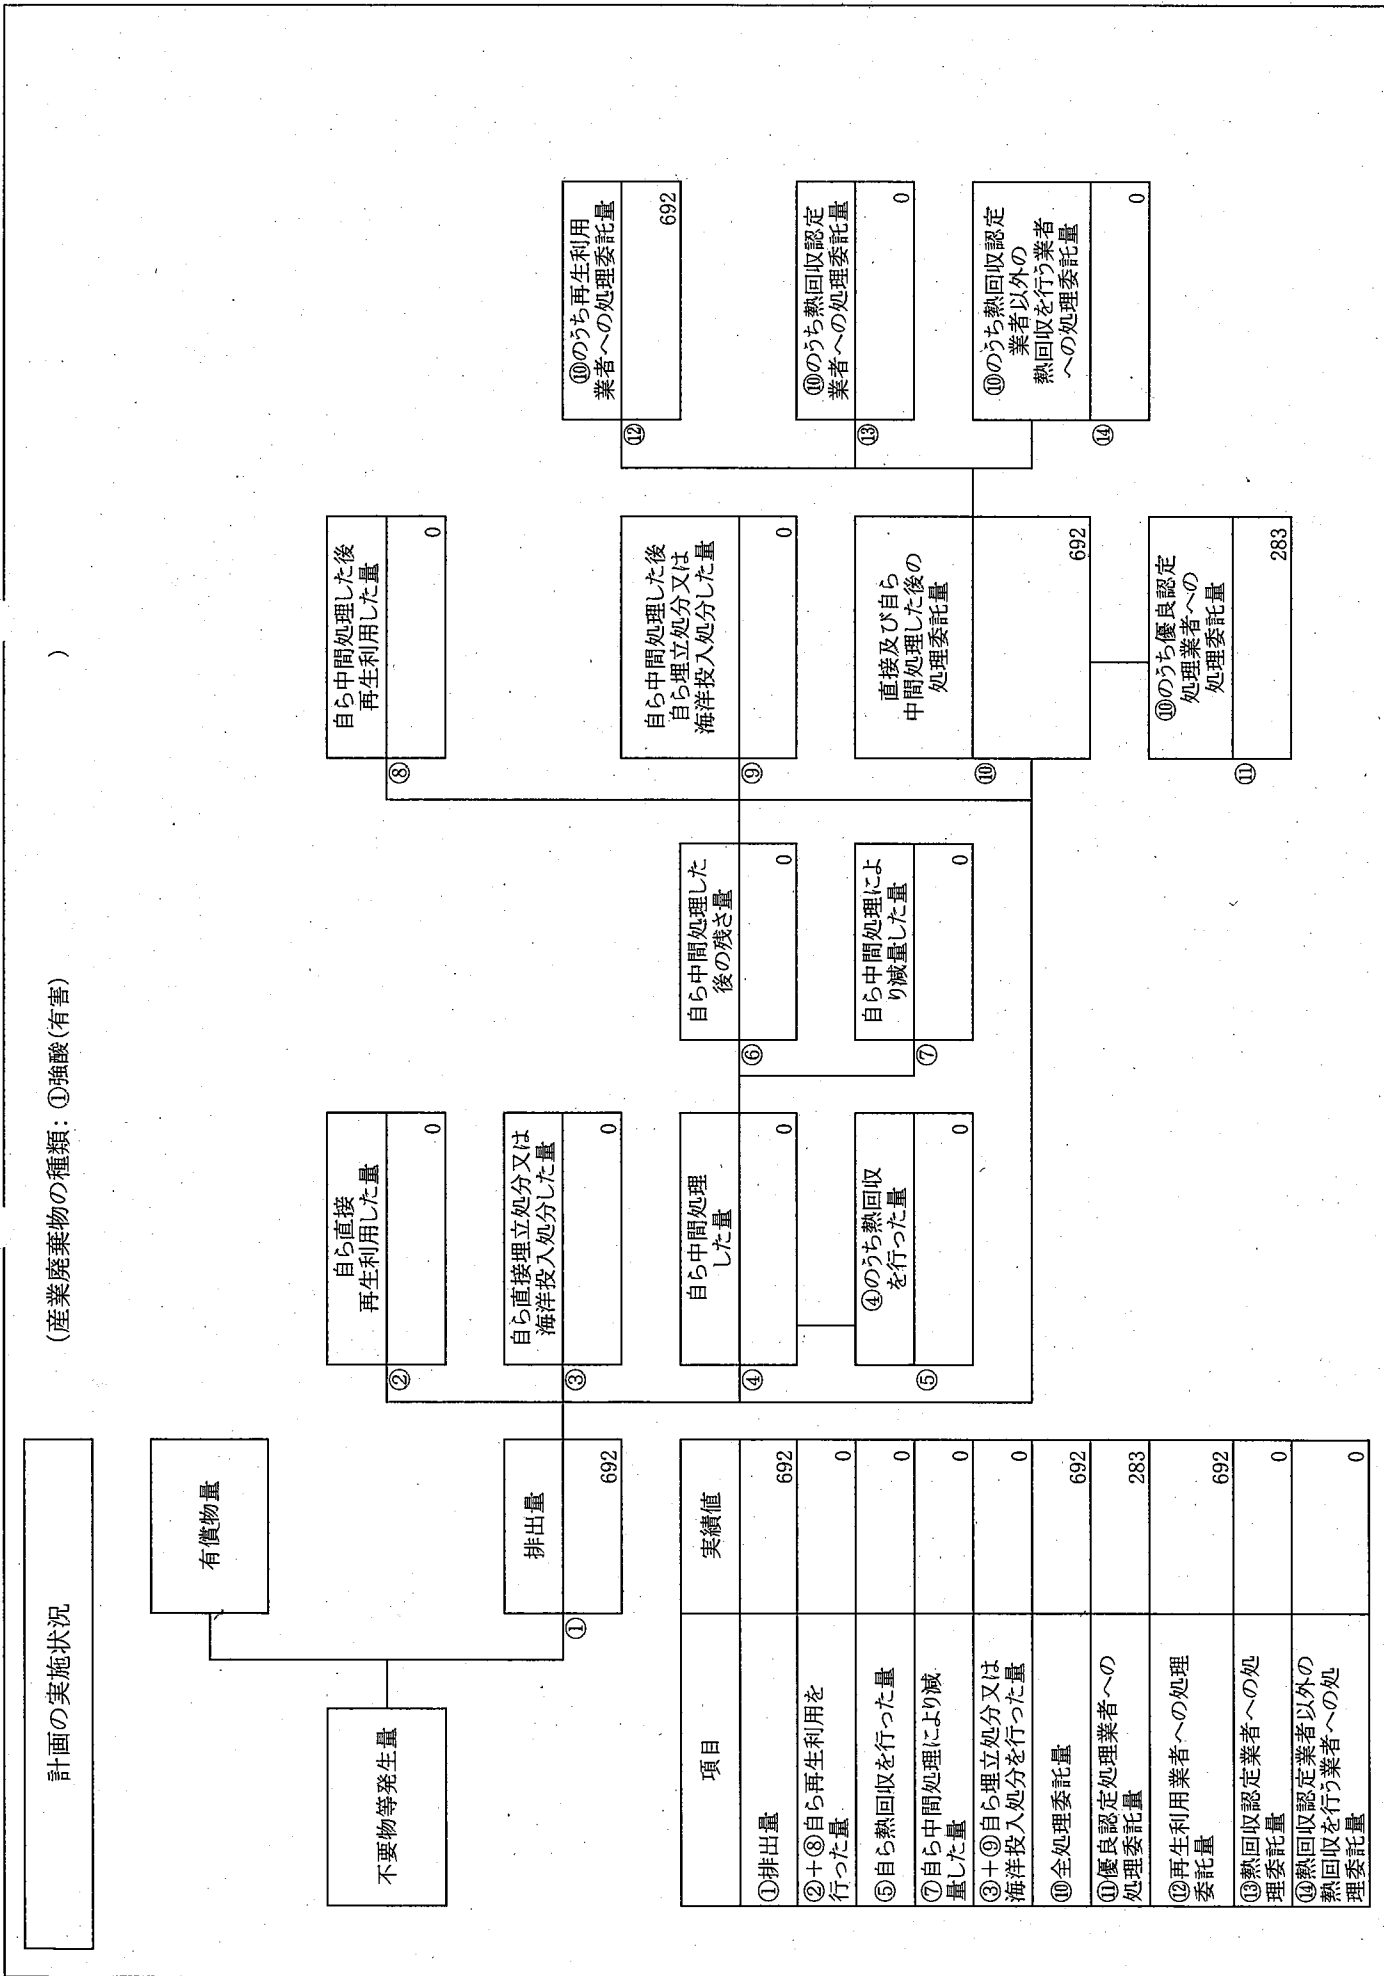 計画の実施状況
(産業廃棄物の種類：①強酸(有害)
)
不要物等発生量
有償物量
①
排出量
692
②
自ら直接
再生利用した量
0
③
自ら直接埋立処分又は
海洋投入処分した量
0
④
自ら中間処理
した量
0
⑤
④のうち熱回収
を行った量
0
⑥
自ら中間処理した
後の残さ量
0
⑦
自ら中間処理によ
り減量した量
0
⑧
自ら中間処理した後
再生利用した量
0
⑨
自ら中間処理した後
自ら埋立処分又は
海洋投入処分した量
0
⑩
直接及び自ら
中間処理した後の
処理委託量
692
⑪
⑩のうち優良認定
処理業者への
処理委託量
283
⑫
⑩のうち再生利用
業者への処理委託量
692
⑬
⑩のうち熱回収認定
業者への処理委託量
0
⑭
⑩のうち熱回収認定
業者以外の
熱回収を行う業者
への処理委託量
0
項目 実績値
①排出量 692
②＋⑧自ら再生利用を
行った量 0
⑤自ら熱回収を行った量 0
⑦自ら中間処理により減
量した量 0
③＋⑨自ら埋立処分又は
海洋投入処分を行った量 0
⑩全処理委託量 692
⑪優良認定処理業者への
処理委託量 283
⑫再生利用業者への処理
委託量 692
⑬熱回収認定業者への処
理委託量 0
⑭熱回収認定業者以外の
熱回収を行う業者への処
理委託量 0